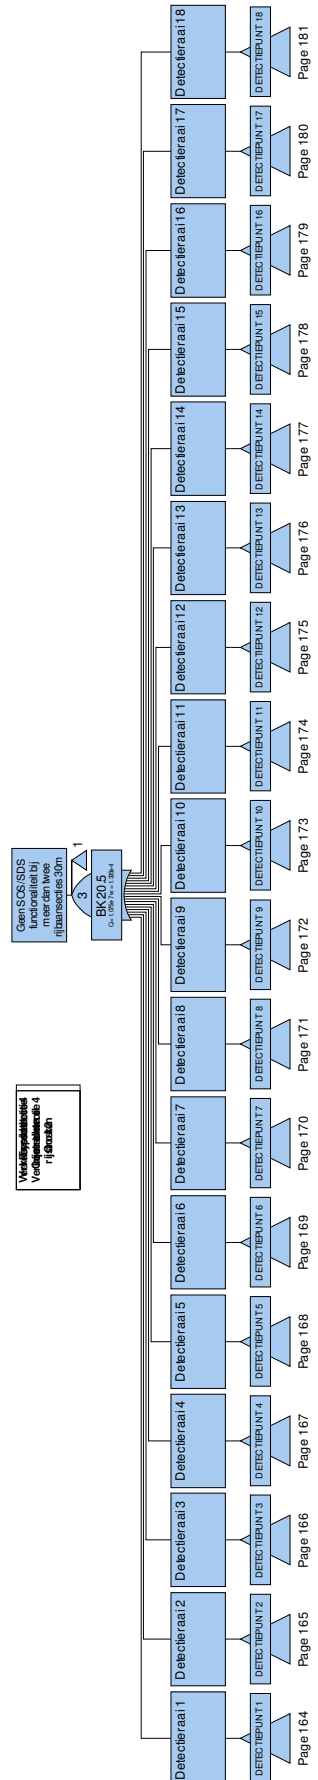 Geen SOS/SDS
functionaliteit bij
meer dan twee
rijbaansecties 30m
3
1
BK20.5
Detectieraai 1
Detectieraai 2
Detectieraai 3
Detectieraai 4
Detectieraai 5
Detectieraai 6
Detectieraai 7
Detectieraai 8
Detectieraai 9
Detectieraai 10
Detectieraai 11
Detectieraai 12
Detectieraai 13
Detectieraai 14
Detectieraai 15
Detectieraai 16
Detectieraai 17
Detectieraai 18
DETECTIEPUNT 1
DETECTIEPUNT 2
DETECTIEPUNT 3
DETECTIEPUNT 4
DETECTIEPUNT 5
DETECTIEPUNT 6
DETECTIEPUNT 7
DETECTIEPUNT 8
DETECTIEPUNT 9
DETECTIEPUNT 10
DETECTIEPUNT 11
DETECTIEPUNT 12
DETECTIEPUNT 13
DETECTIEPUNT 14
DETECTIEPUNT 15
DETECTIEPUNT 16
DETECTIEPUNT 17
DETECTIEPUNT 18
Page 164
Page 165
Page 166
Page 167
Page 168
Page 169
Page 170
Page 171
Page 172
Page 173
Page 174
Page 175
Page 176
Page 177
Page 178
Page 179
Page 180
Page 181